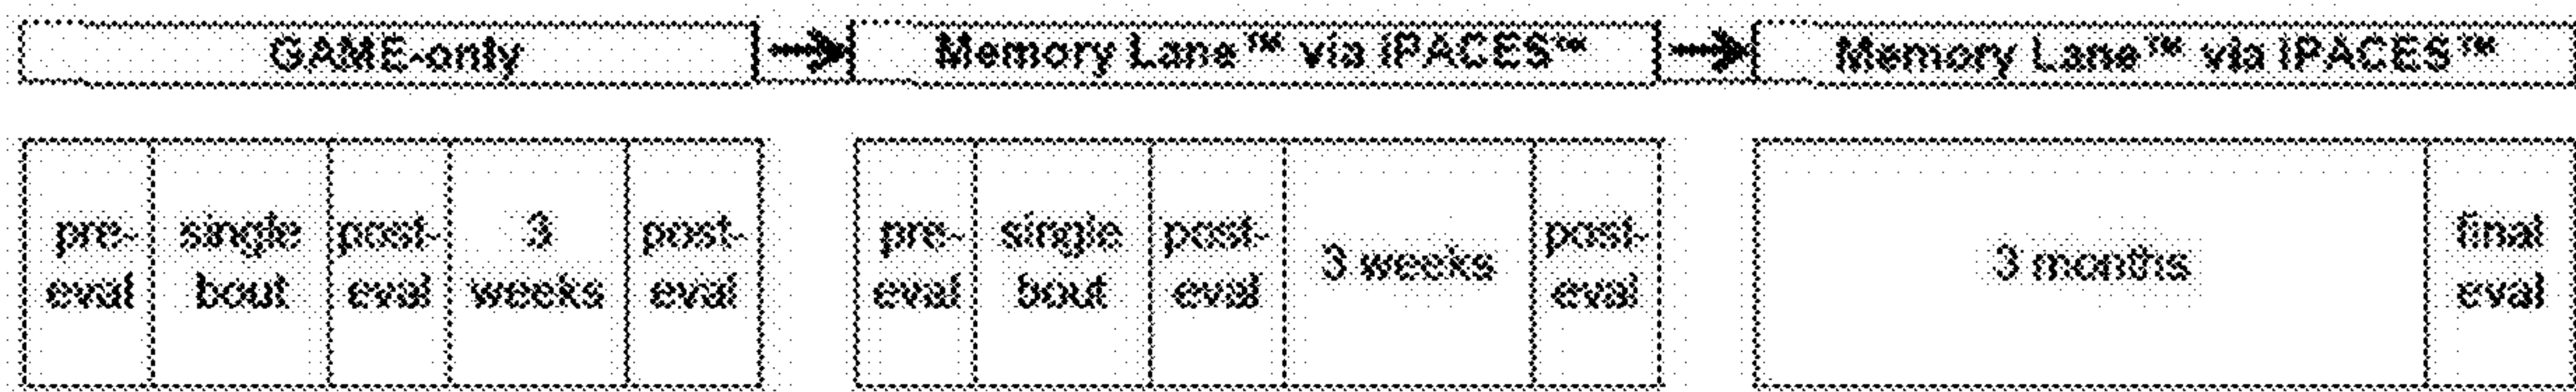 GAME-only
Memory Lane™ via iPACES™
Memory Lane™ via iPACES™
pre-
eval
single
bout
post-
eval
3
weeks
post-
eval
pre-
eval
single
bout
post-
eval
3 weeks
post-
eval
3 months
final
eval